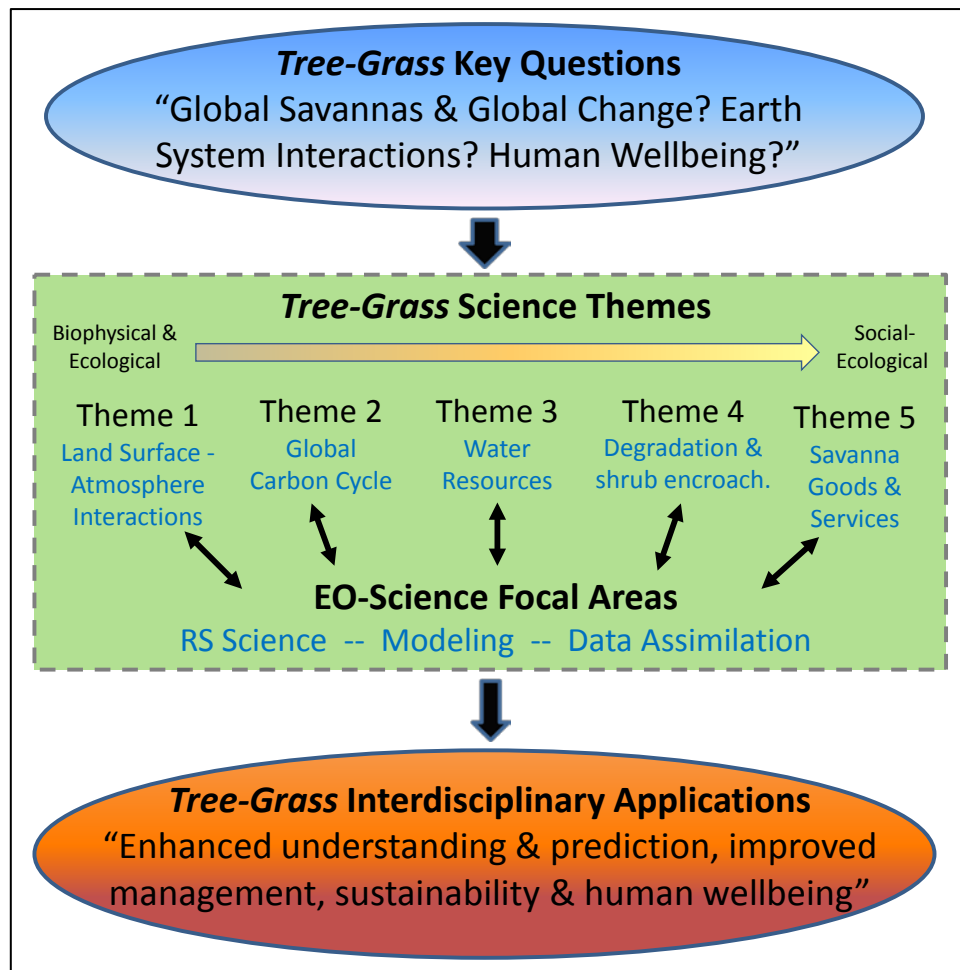 Tree-Grass Key Questions
“Global Savannas & Global Change? Earth
System Interactions? Human Wellbeing?”
Tree-Grass Science Themes
Biophysical &
Ecological
Social-
Ecological
Theme 1
Land Surface -
Atmosphere
Interactions
Theme 2
Global
Carbon Cycle
Theme 3
Water
Resources
Theme 4
Degradation &
shrub encroach.
Theme 5
Savanna
Goods &
Services
EO-Science Focal Areas
RS Science -- Modeling -- Data Assimilation
Tree-Grass Interdisciplinary Applications
“Enhanced understanding & prediction, improved
management, sustainability & human wellbeing”